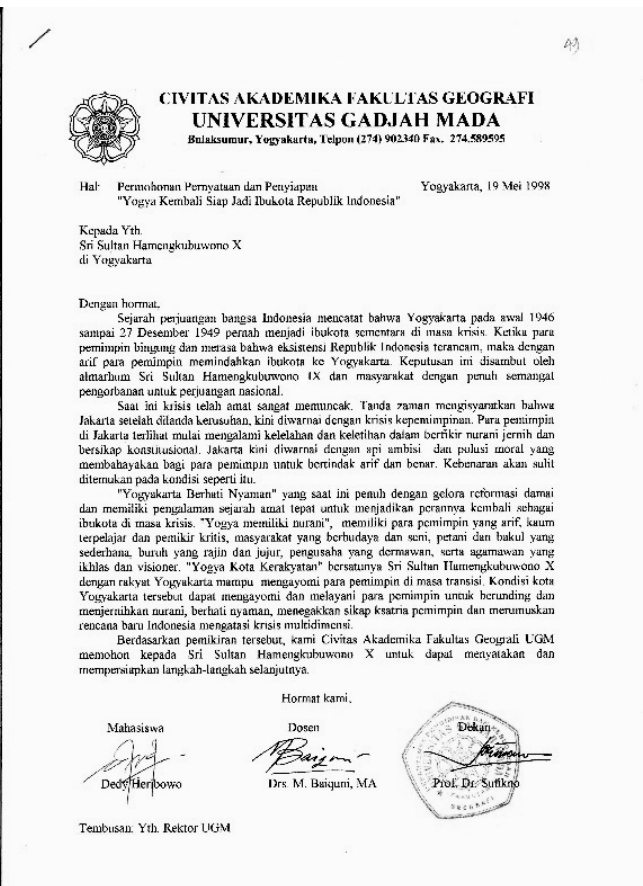 49
CIVITAS AKADEMIKA FAKULTAS GEOGRAFI
UNIVERSITAS GADJAH MADA
Bulaksumur, Yogyakarta, Telpon (274) 902340 Fax. 274.589595
Hal: Permohonan Pernyataan dan Penyiapan Yogyakarta, 19 Mei 1998
"Yogya Kembali Siap Jadi Ibukota Republik Indonesia"
Kepada Yth.
Sri Sultan Hamengkubuwono X
di Yogyakarta
Dengan hormat,
Sejarah perjuangan bangsa Indonesia mencatat bahwa Yogyakarta pada awal 1946
sampai 27 Desember 1949 pernah menjadi ibukota sementara di masa krisis. Ketika para
pemimpin bingung dan merasa bahwa eksistensi Republik Indonesia terancam, maka dengan
arif para pemimpin memindahkan ibukota ke Yogyakarta. Keputusan ini disambut oleh
almarhum Sri Sultan Hamengkubuwono IX dan masyarakat dengan penuh semangat
pengorbanan untuk perjuangan nasional.
Saat ini krisis telah amat sangat memuncak. Tanda zaman mengisyaratkan bahwa
Jakarta setelah dilanda kerusuhan, kini diwarnai dengan krisis kepemimpinan. Para pemimpin
di Jakarta terlihat mulai mengalami kelelahan dan keletihan dalam berfikir nurani jernih dan
bersikap konstitusional. Jakarta kini diwarnai dengan api ambisi dan polusi moral yang
membahayakan bagi para pemimpin untuk bertindak arif dan benar. Kebenaran akan sulit
ditemukan pada kondisi seperti itu.
"Yogyakarta Berhati Nyaman" yang saat ini penuh dengan gelora reformasi damai
dan memiliki pengalaman sejarah amat tepat untuk menjadikan perannya kembali sebagai
ibukota di masa krisis. "Yogya memiliki nurani", memiliki para pemimpin yang arif, kaum
terpelajar dan pemikir kritis, masyarakat yang berbudaya dan seni, petani dan bakul yang
sederhana, buruh yang rajin dan jujur, pengusaha yang dermawan, serta agamawan yang
ikhlas dan visioner. "Yogya Kota Kerakyatan" bersatunya Sri Sultan Hamengkubuwono X
dengan rakyat Yogyakarta mampu mengayomi para pemimpin di masa transisi. Kondisi kota
Yogyakarta tersebut dapat mengayomi dan melayani para pemimpin untuk berunding dan
menjernihkan nurani, berhati nyaman, menegakkan sikap ksatria pemimpin dan merumuskan
rencana baru Indonesia mengatasi krisis multidimensi.
Berdasarkan pemikiran tersebut, kami Civitas Akademika Fakultas Geografi UGM
memohon kepada Sri Sultan Hamengkubuwono X untuk dapat menyatakan dan
mempersiapkan langkah-langkah selanjutnya.
Hormat kami,
Mahasiswa Dosen Dekan
Dedy Heribowo Drs. M. Baiquni, MA Prof. Dr. Sutikno
GEOGRAFI
Tembusan: Yth. Rektor UGM